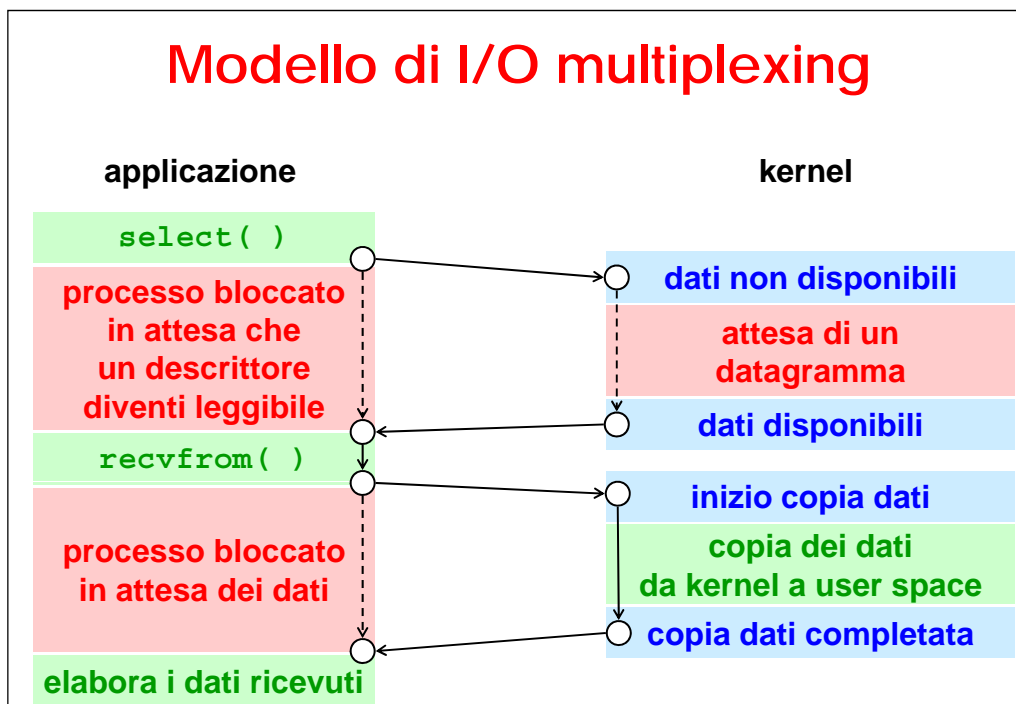 Modello di I/O multiplexing
applicazione
kernel
select( )
processo bloccato
in attesa che
un descrittore
diventi leggibile
recvfrom( )
processo bloccato
in attesa dei dati
elabora i dati ricevuti
dati non disponibili
attesa di un
datagramma
dati disponibili
inizio copia dati
copia dei dati
da kernel a user space
copia dati completata